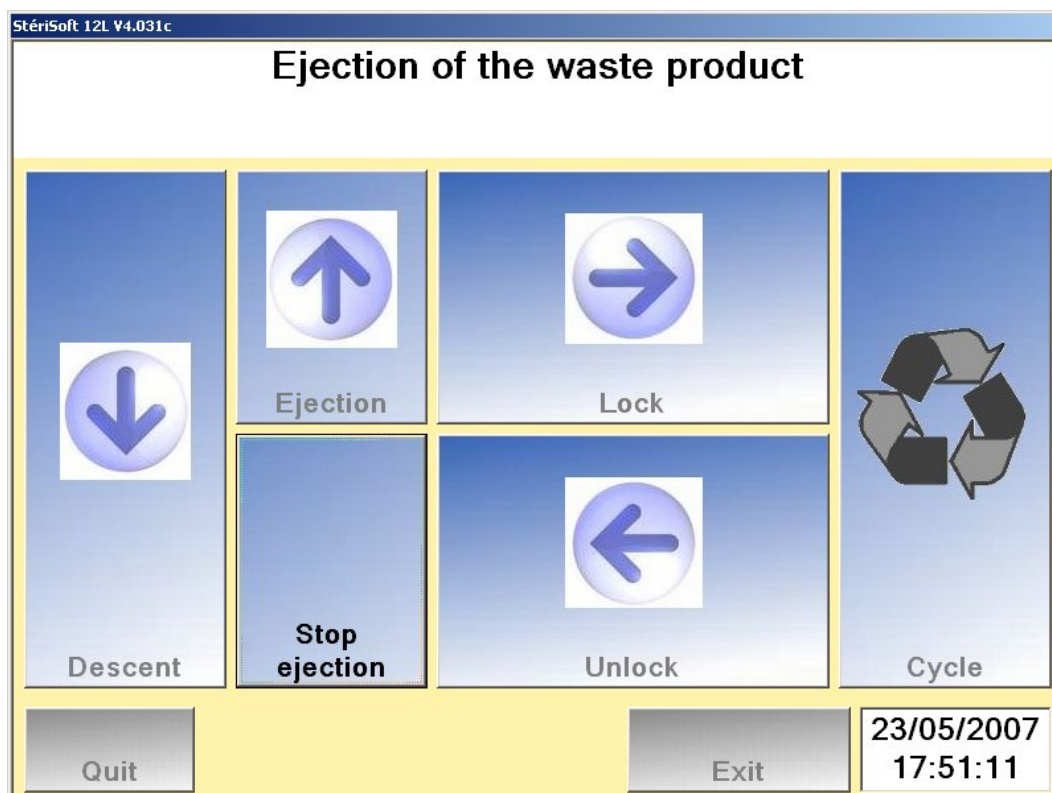 StériSoft 12L V4.031c
Ejection of the waste product
Ejection
Lock
Stop
ejection
Descent
Unlock
Cycle
Quit
Exit
23/05/2007
17:51:11